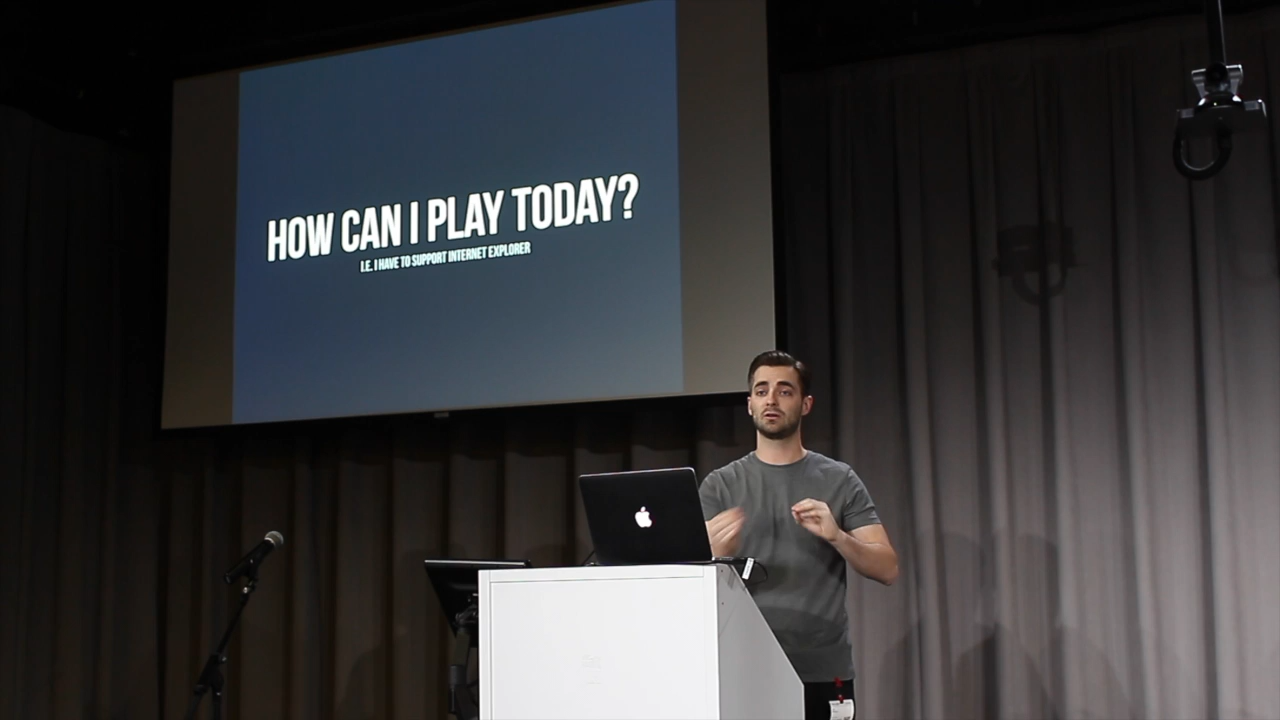 HOW CAN I PLAY TODAY?
I.E. I HAVE TO SUPPORT INTERNET EXPLORER